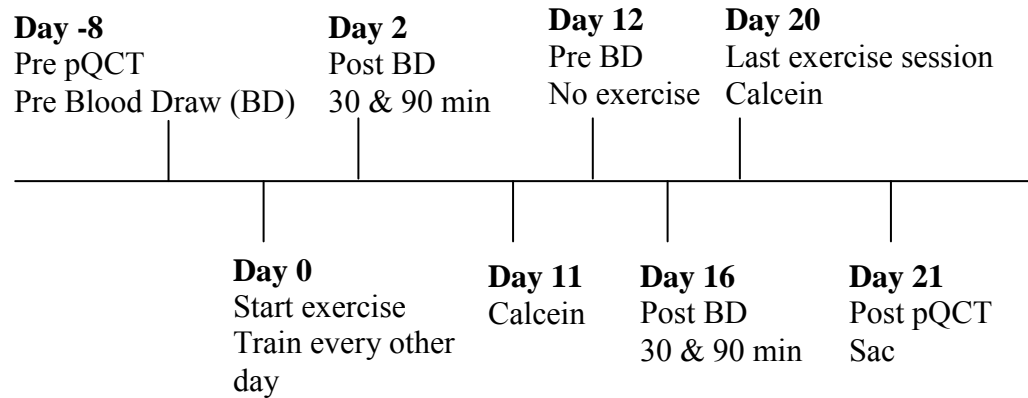 Day -8
Pre pQCT
Pre Blood Draw (BD)
Day 2
Post BD
30 & 90 min
Day 12
Pre BD
No exercise
Day 20
Last exercise session
Calcein
Day 0
Start exercise
Train every other
day
Day 11
Calcein
Day 16
Post BD
30 & 90 min
Day 21
Post pQCT
Sac